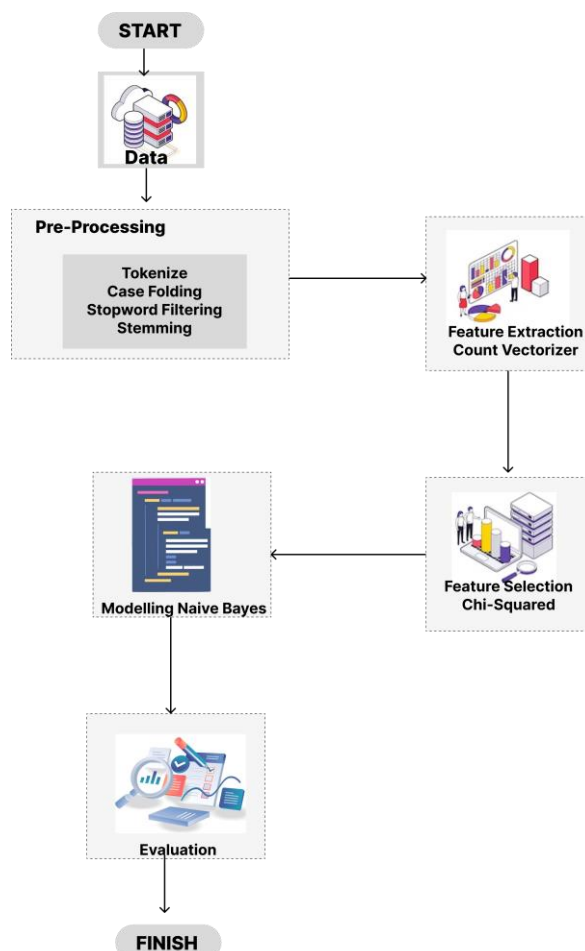 START
Data
Pre-Processing
Tokenize
Case Folding
Stopword Filtering
Stemming
Feature Extraction
Count Vectorizer
Feature Selection
Chi-Squared
Modelling Naive Bayes
Evaluation
FINISH